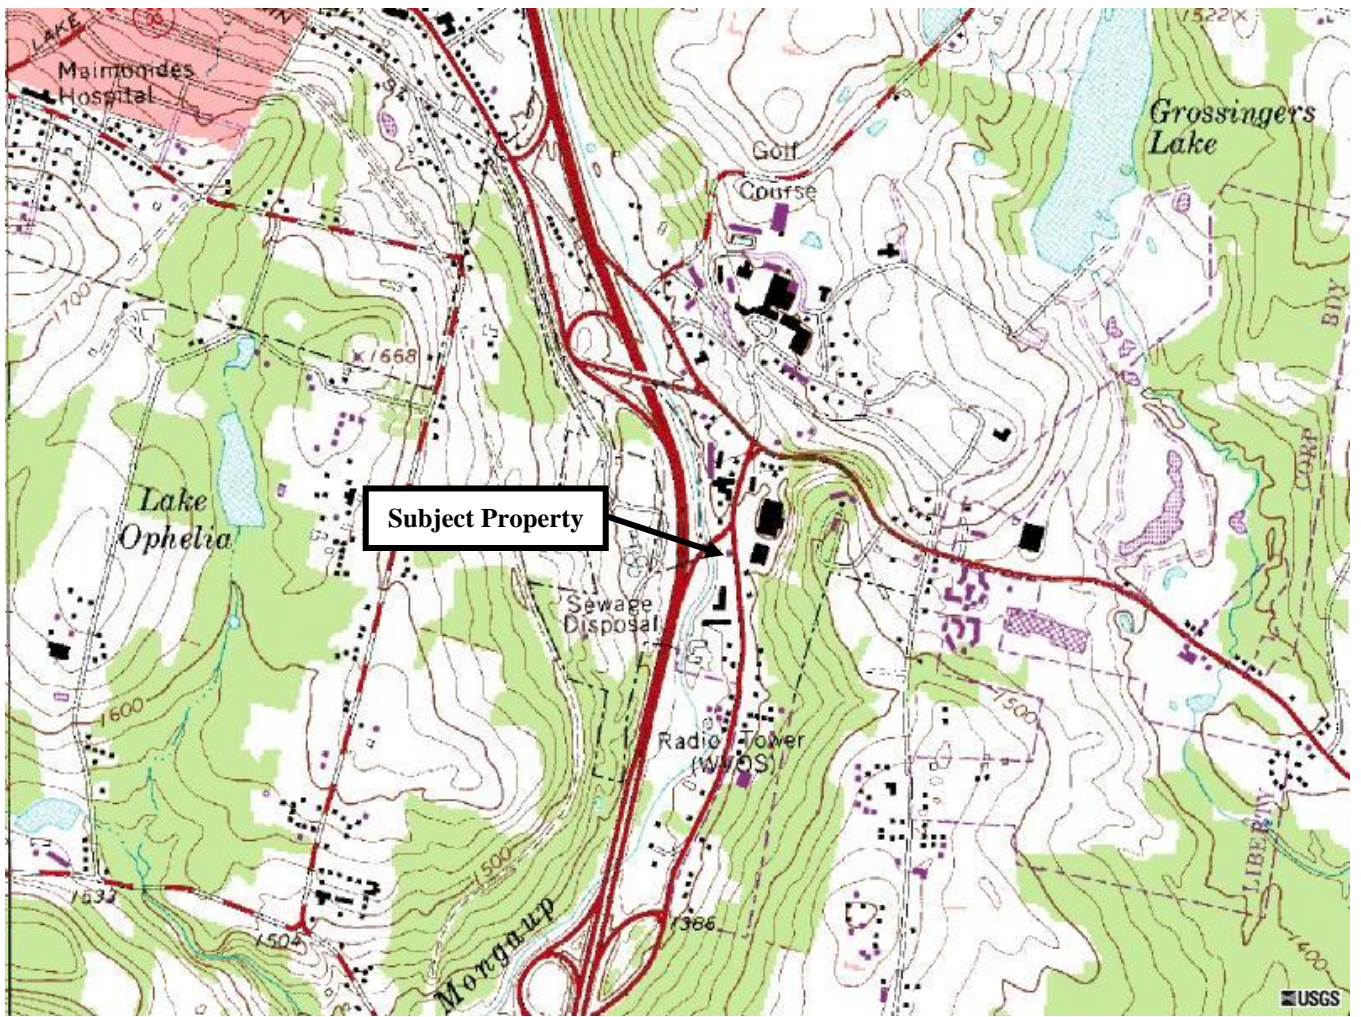 LAKE
1522
Maimonides
Hospital
Grossingers
Lake
Golf
Course
1700
BDY
1668
CORP
Lake
Ophelia
Subject Property
Sewage
Disposal
1600
1500
Radio Tower
(WVOS)
LIBERTY
1500
1533
1504
1386
1400
Mongaup
USGS